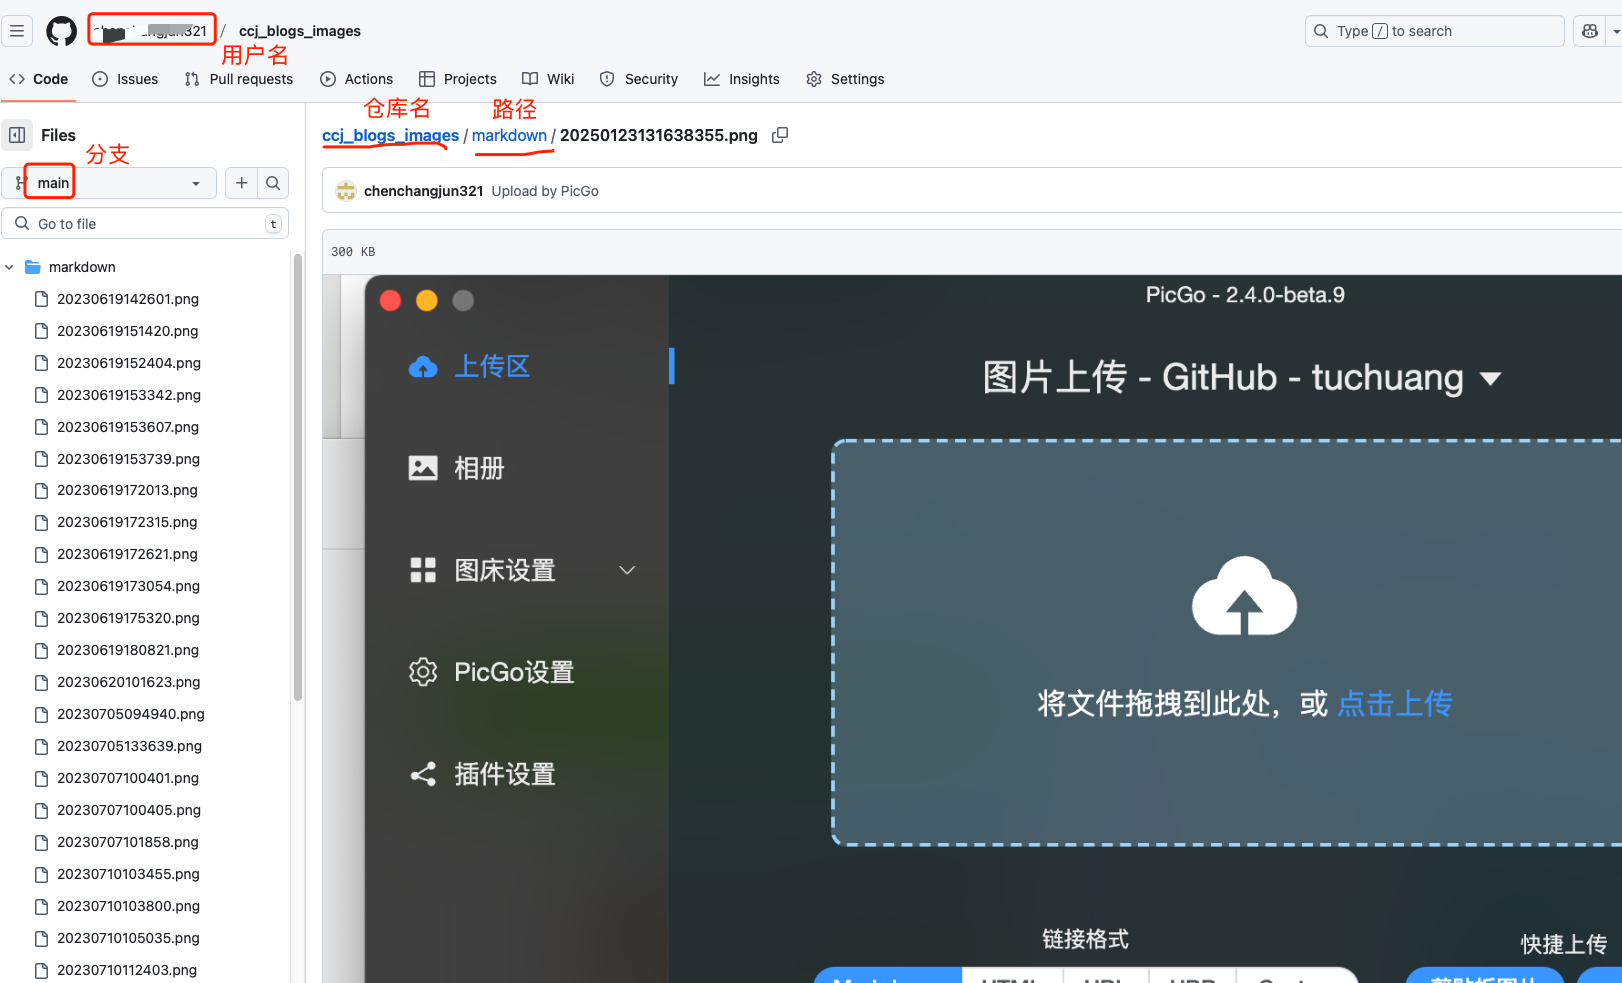 / ccj_blogs_images
Type / to search
用户名
Code
Issues
Pull requests
Actions
Projects
Wiki
Security
Insights
Settings
仓库名
路径
Files
ccj_blogs_images / markdown / 20250123131638355.png
分支
main
chenchangjun321 Upload by PicGo
Go to file
t
300 KB
markdown
20230619142601.png
20230619151420.png
20230619152404.png
20230619153342.png
20230619153607.png
20230619153739.png
20230619172013.png
20230619172315.png
20230619172621.png
20230619173054.png
20230619175320.png
20230619180821.png
20230620101623.png
20230705094940.png
20230705133639.png
20230707100401.png
20230707100405.png
20230707101858.png
20230710103455.png
20230710103800.png
20230710105035.png
20230710112403.png
PicGo - 2.4.0-beta.9
上传区
图片上传 - GitHub - tuchuang
相册
图床设置
PicGo设置
将文件拖拽到此处，或 点击上传
插件设置
链接格式
快捷上传